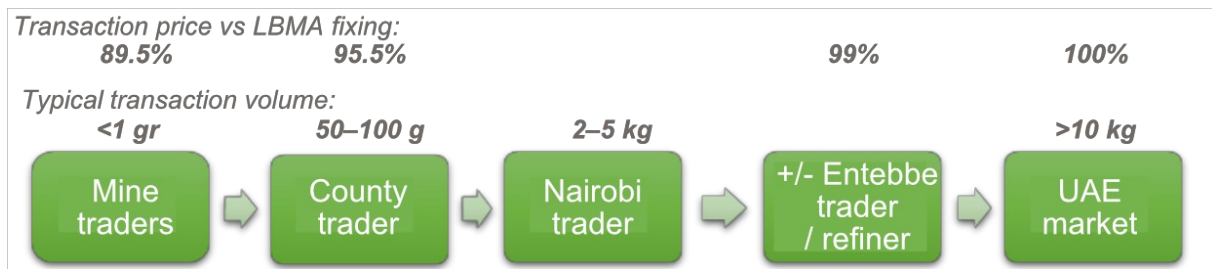 Transaction price vs LBMA fixing:
89.5% 95.5% 99% 100%
Typical transaction volume:
<1 gr 50–100 g 2–5 kg >10 kg
Mine
traders
County
trader
Nairobi
trader
+/- Entebbe
trader
/ refiner
UAE
market